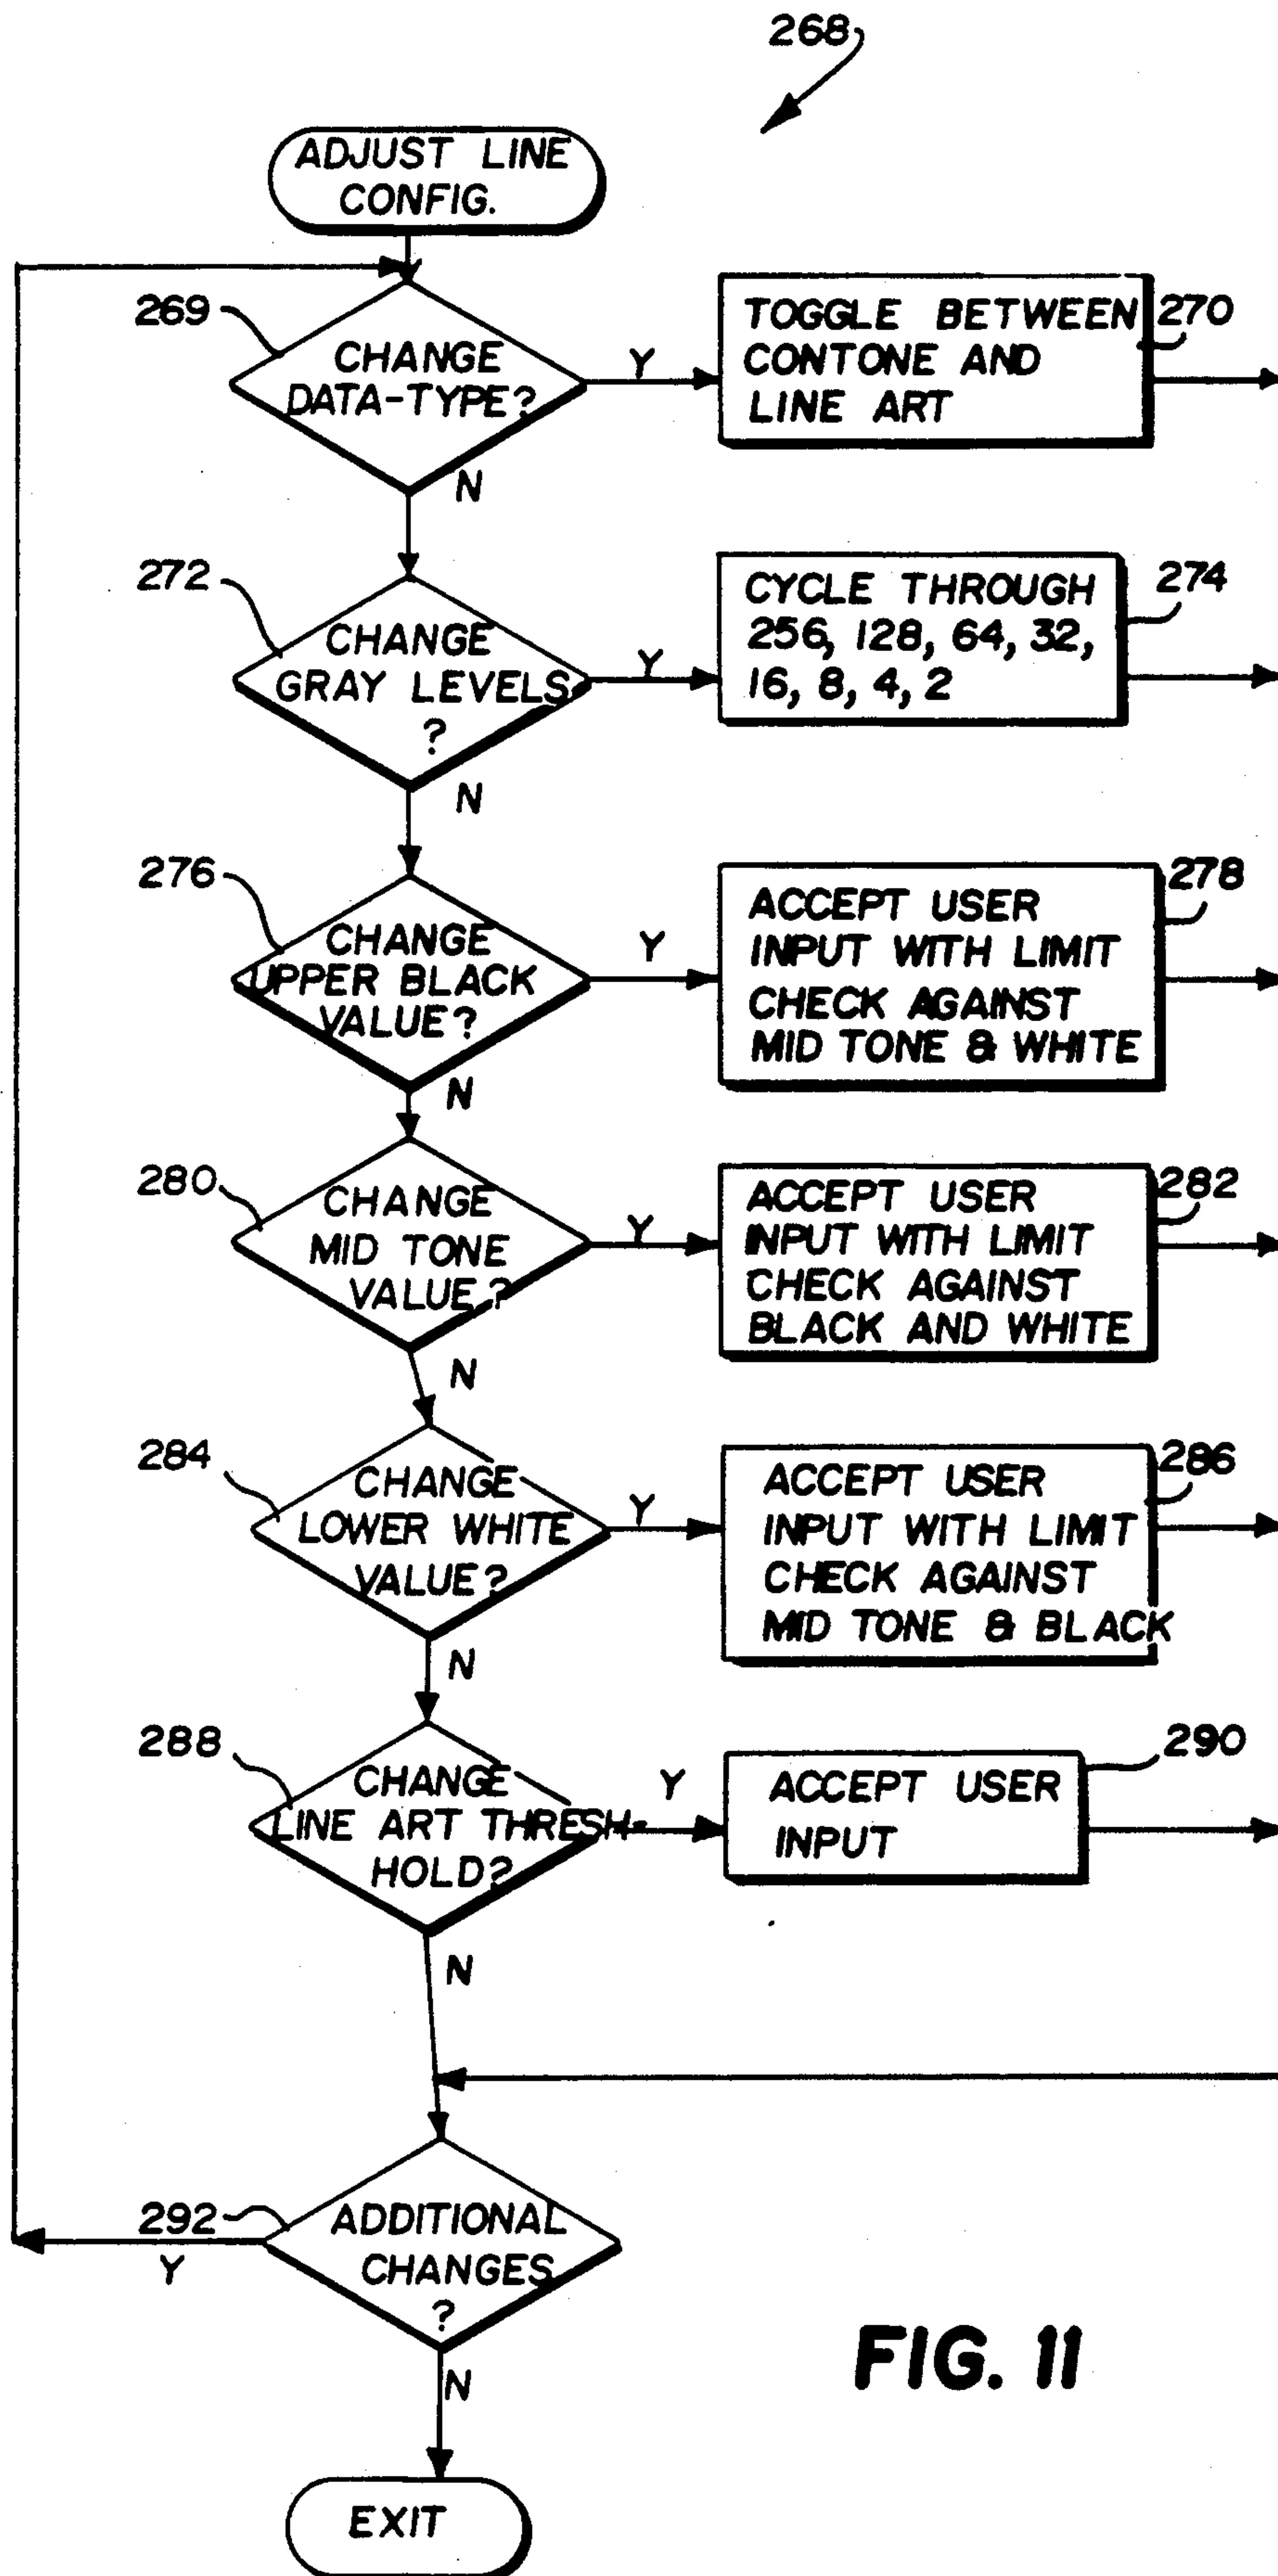 268
ADJUST LINE
CONFIG.
269
CHANGE
DATA-TYPE?
Y
TOGGLE BETWEEN
CONTONE AND
LINE ART
270
N
272
CHANGE
GRAY LEVELS
?
Y
CYCLE THROUGH
256, 128, 64, 32,
16, 8, 4, 2
274
N
276
CHANGE
UPPER BLACK
VALUE?
Y
ACCEPT USER
INPUT WITH LIMIT
CHECK AGAINST
MID TONE & WHITE
278
N
280
CHANGE
MID TONE
VALUE?
Y
ACCEPT USER
INPUT WITH LIMIT
CHECK AGAINST
BLACK AND WHITE
282
N
284
CHANGE
LOWER WHITE
VALUE?
Y
ACCEPT USER
INPUT WITH LIMIT
CHECK AGAINST
MID TONE & BLACK
286
N
288
CHANGE
LINE ART THRESH-
HOLD?
Y
ACCEPT USER
INPUT
290
N
292
ADDITIONAL
CHANGES
?
Y
N
EXIT
FIG. 11